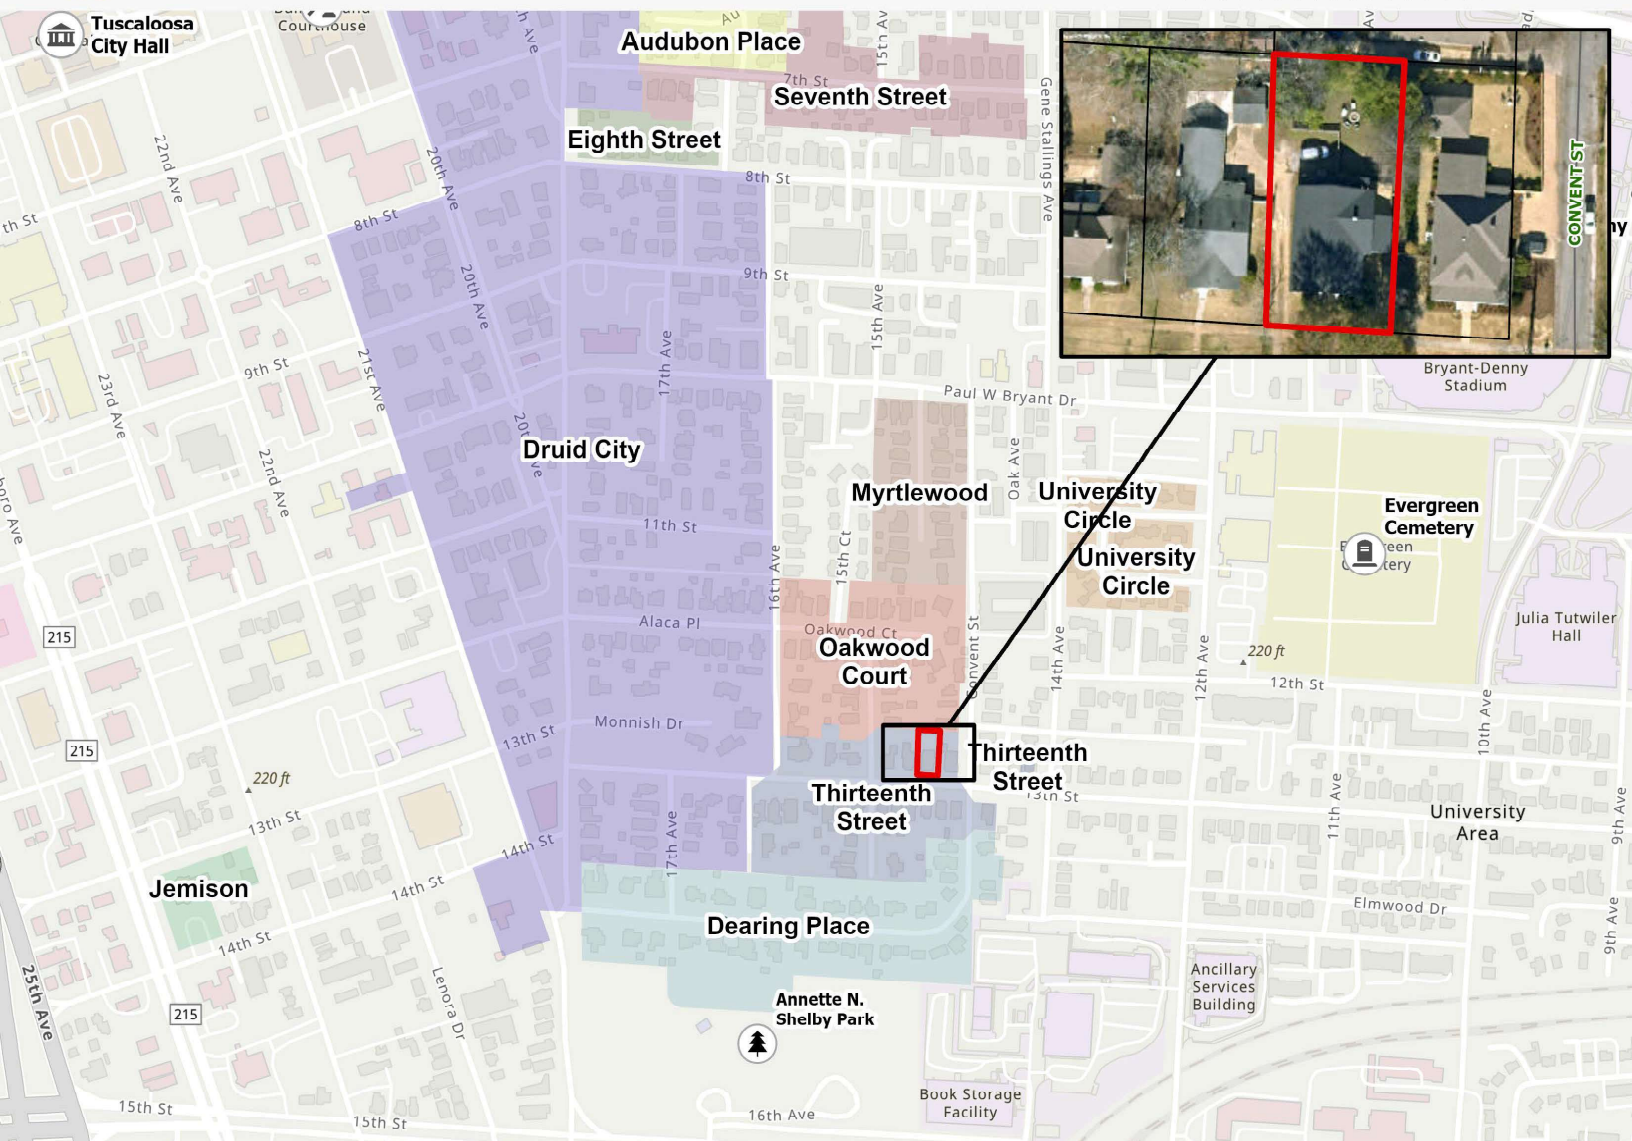 Tuscaloosa
City Hall
Courthouse
Audubon Place
7th St
Seventh Street
15th Ave
Gene Stallings Ave
Eighth Street
8th St
22nd Ave
20th Ave
8th St
9th St
20th Ave
15th Ave
17th Ave
9th St
21st Ave
23rd Ave
CONVENT ST
Bryant-Denny
Stadium
Paul W Bryant Dr
Druid City
22nd Ave
Oak Ave
Myrtlewood
University
Circle
University
Circle
Evergreen
Cemetery
11th St
15th Ct
16th Ave
Alaca Pl
Oakwood Ct
Oakwood
Court
Convent St
14th Ave
12th Ave
220 ft
12th St
10th Ave
Julia Tutwiler
Hall
215
215
Monnish Dr
13th St
220 ft
13th St
Thirteenth
Street
Thirteenth
Street
13th St
11th Ave
University
Area
9th Ave
17th Ave
14th St
Jemison
14th St
14th St
Dearing Place
Elmwood Dr
9th Ave
25th Ave
Lenora Dr
215
Annette N.
Shelby Park
Ancillary
Services
Building
Book Storage
Facility
15th St
15th St
16th Ave